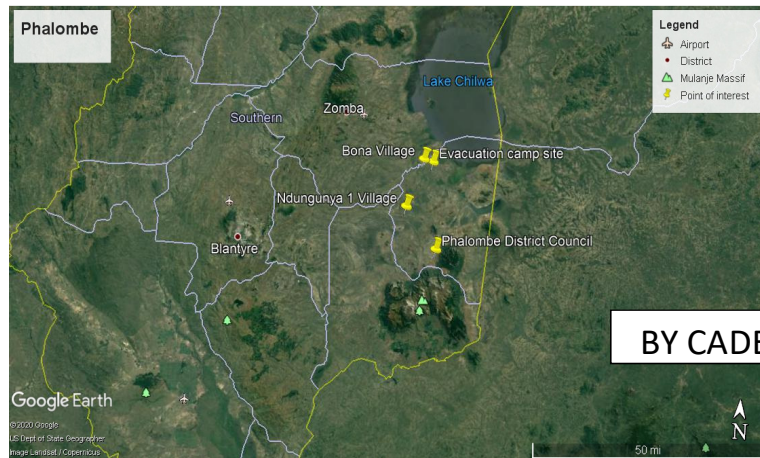 Phalombe
Legend
Airport
District
Mulanje Massif
Point of interest
Lake Chilwa
Zomba
Southern
Bona Village
Evacuation camp site
Ndungunya 1 Village
Phalombe District Council
Blantyre
BY CADE
Google Earth
©2020 Google
US Dept of State Geographer
Image Landsat / Copernicus
N
50 mi